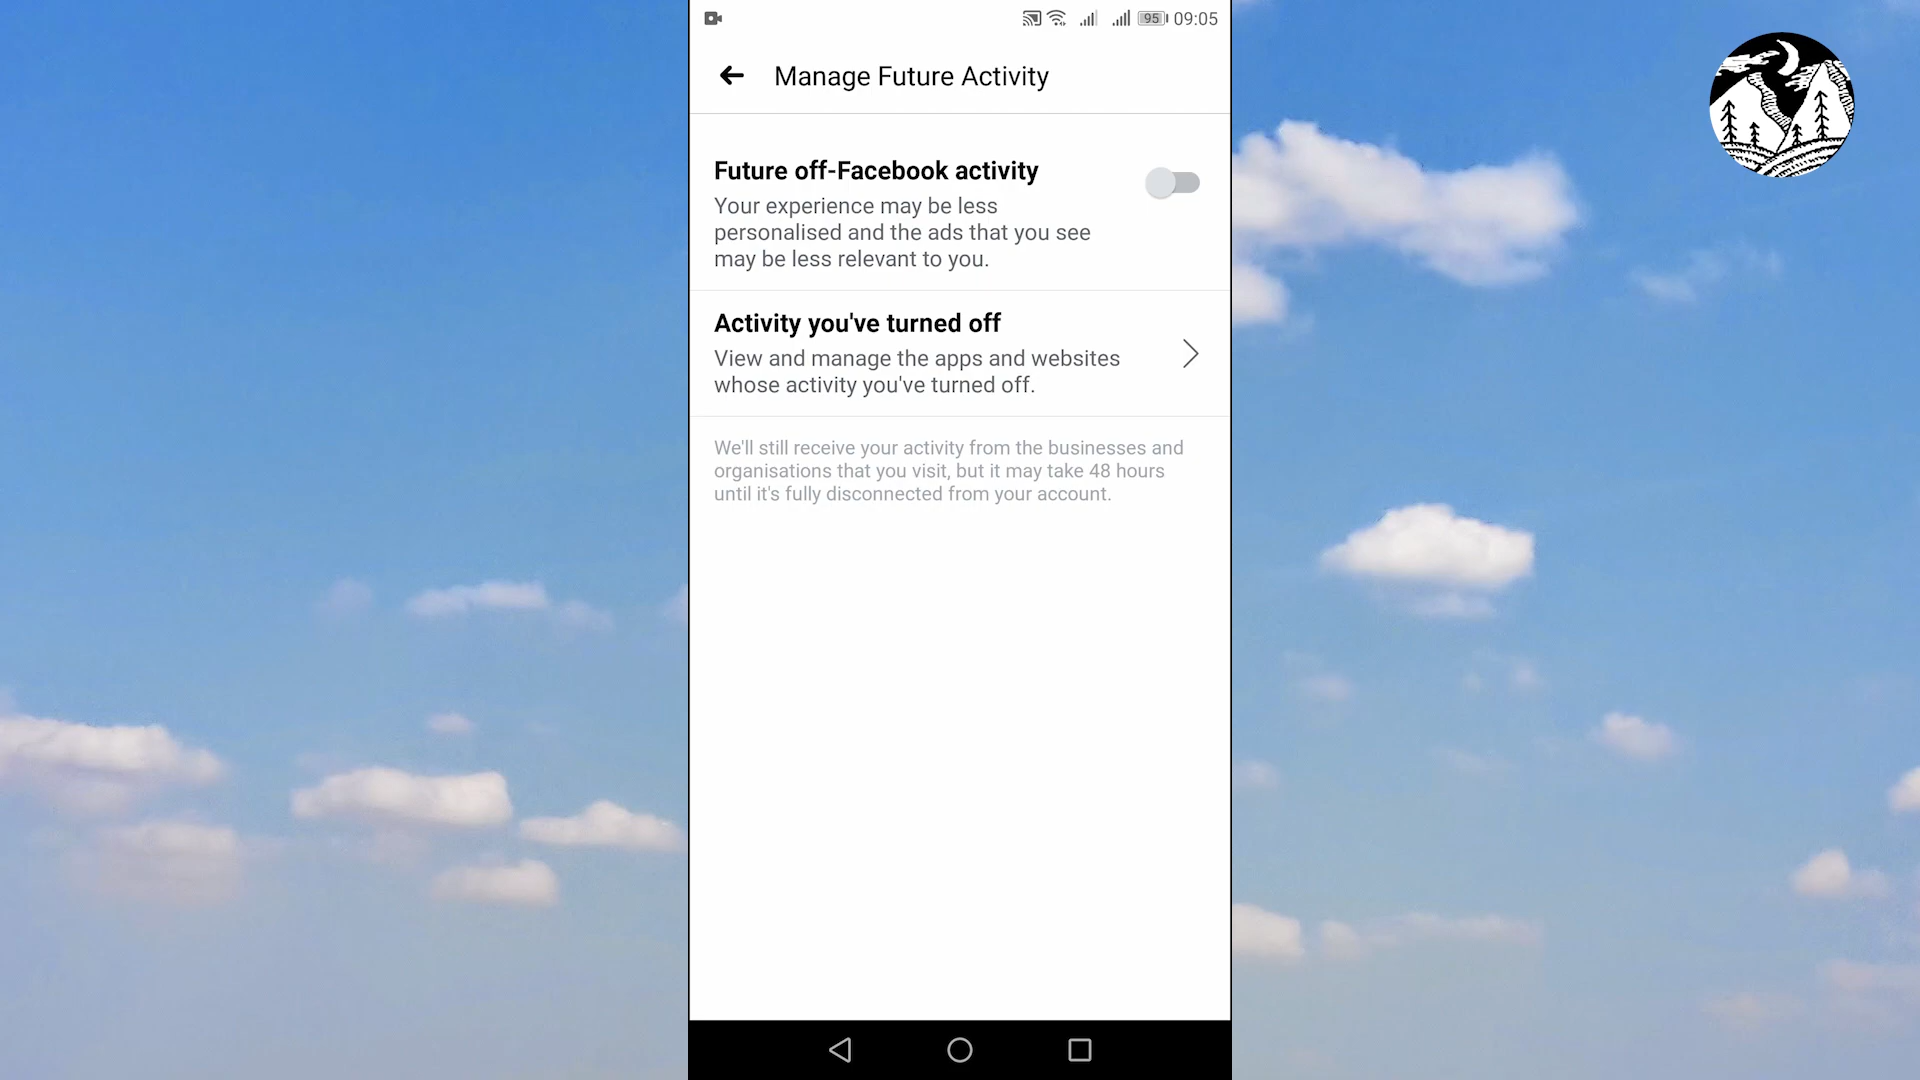 95 09:05
Manage Future Activity
Future off-Facebook activity
Your experience may be less
personalised and the ads that you see
may be less relevant to you.
Activity you've turned off
View and manage the apps and websites
whose activity you've turned off.
We'll still receive your activity from the businesses and
organisations that you visit, but it may take 48 hours
until it's fully disconnected from your account.